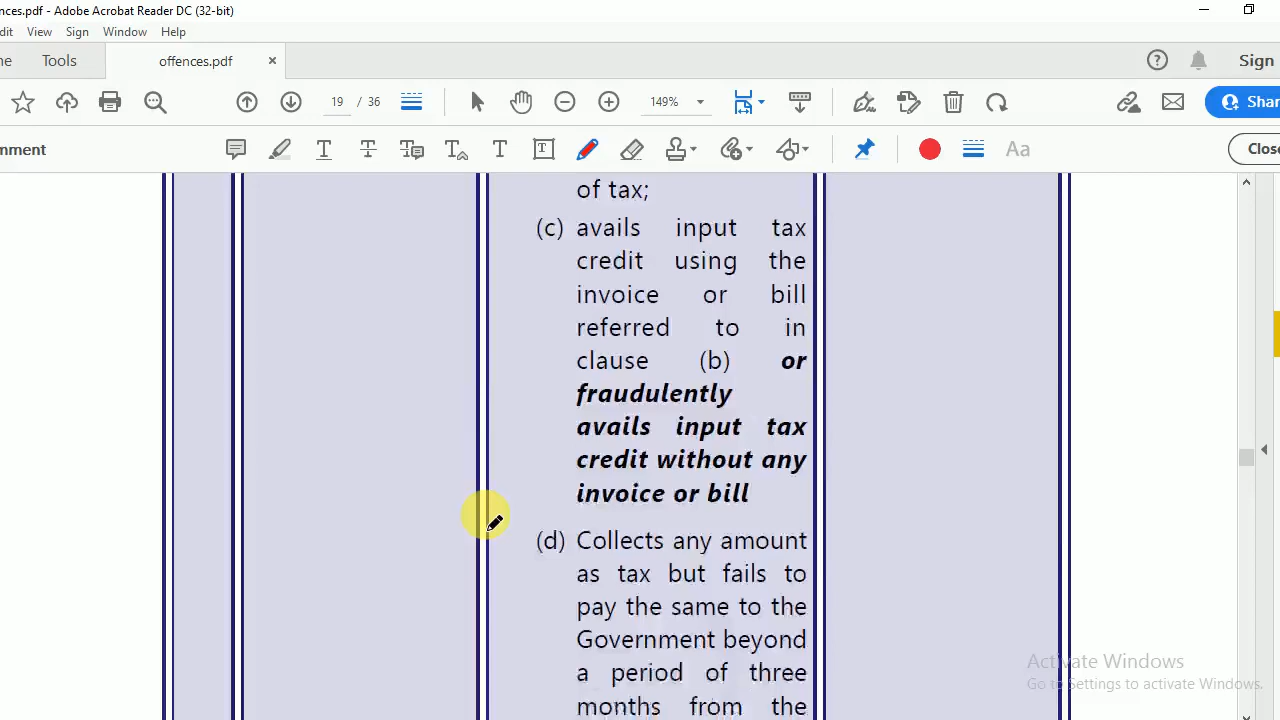 nces.pdf - Adobe Acrobat Reader DC (32-bit)
dit View Sign Window Help
ne Tools offences.pdf × ? Sign
19 / 36 149% Shar
mment T T T T T T Aa Close
of tax;
(c) avails input tax
credit using the
invoice or bill
referred to in
clause (b) or
fraudulently
avails input tax
credit without any
invoice or bill
(d) Collects any amount
as tax but fails to
pay the same to the
Government beyond
a period of three
months from the
Activate Windows
Go to Settings to activate Windows.